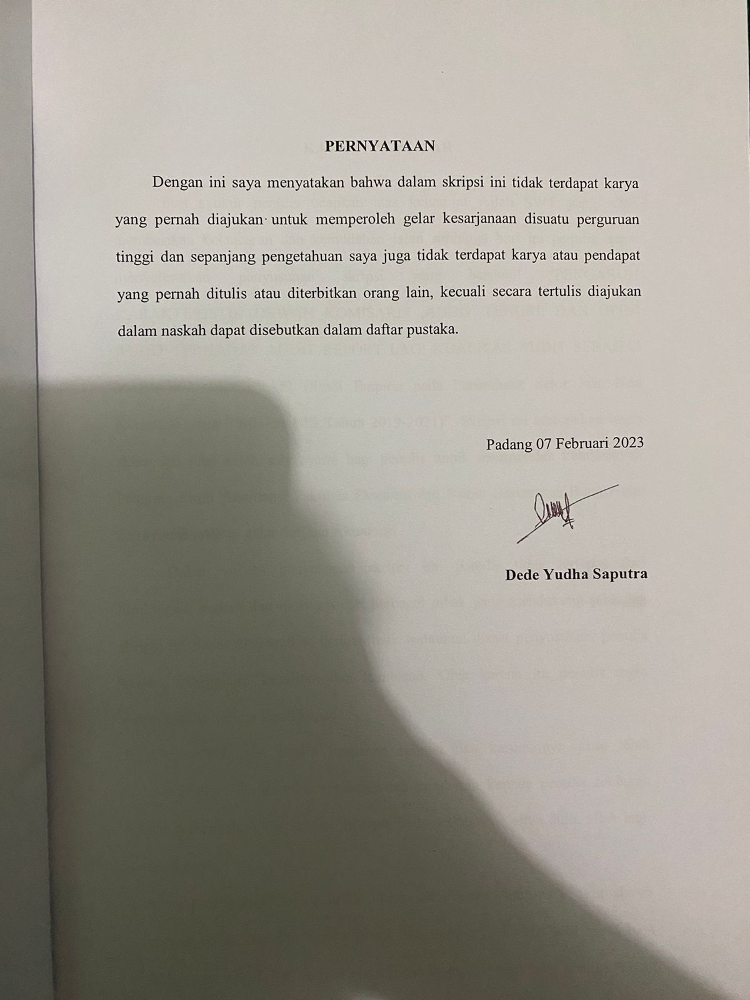 PERNYATAAN
Dengan ini saya menyatakan bahwa dalam skripsi ini tidak terdapat karya
yang pernah diajukan untuk memperoleh gelar kesarjanaan disuatu perguruan
tinggi dan sepanjang pengetahuan saya juga tidak terdapat karya atau pendapat
yang pernah ditulis atau diterbitkan orang lain, kecuali secara tertulis diajukan
dalam naskah dapat disebutkan dalam daftar pustaka.
Padang 07 Februari 2023
Dede Yudha Saputra